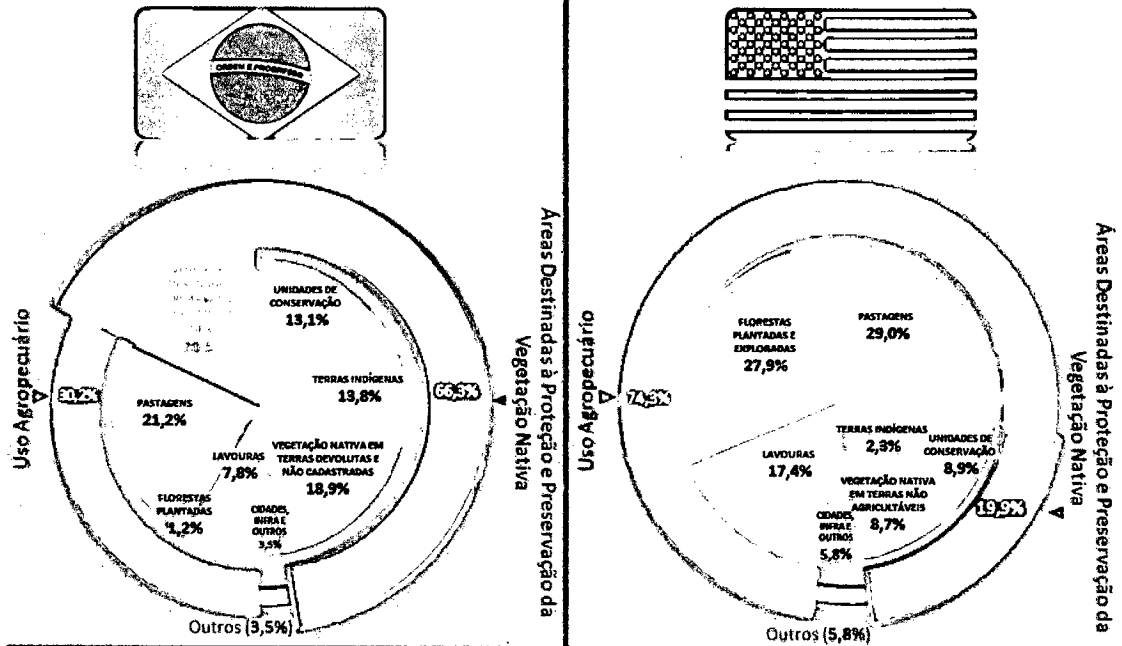 ORDEM E PROGRESSO
Áreas Destinadas à Proteção e Preservação da
Vegetação Nativa
Uso Agropecuário
UNIDADES DE
CONSERVAÇÃO
13,1%
TERRAS INDÍGENAS
13,8%
66,3%
30,2%
PASTAGENS
21,2%
LAVOURAS
7,8%
VEGETAÇÃO NATIVA EM
TERRAS DEVOLUTAS E
NÃO CADASTRADAS
18,9%
FLORESTAS
PLANTADAS
1,2%
CIDADES,
INFRA E
OUTROS
3,5%
Outros (3,5%)
Áreas Destinadas à Proteção e Preservação da
Vegetação Nativa
Uso Agropecuário
FLORESTAS
PLANTADAS E
EXPLORADAS
27,9%
PASTAGENS
29,0%
74,3%
TERRAS INDÍGENAS
2,3%
UNIDADES DE
CONSERVAÇÃO
8,9%
LAVOURAS
17,4%
VEGETAÇÃO NATIVA
EM TERRAS NÃO
AGRICULTÁVEIS
8,7%
19,9%
CIDADES,
INFRA E
OUTROS
5,8%
Outros (5,8%)